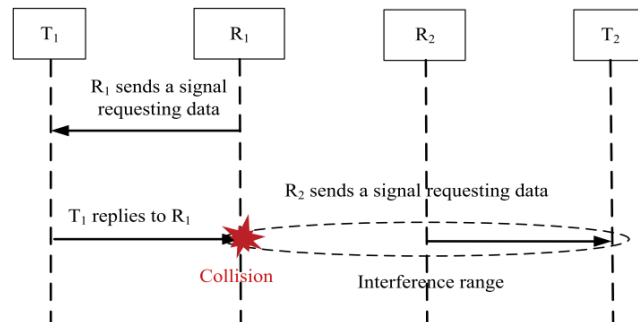 T₁
R₁
R₂
T₂
R₁ sends a signal
requesting data
R₂ sends a signal requesting data
T₁ replies to R₁
Collision
Interference range